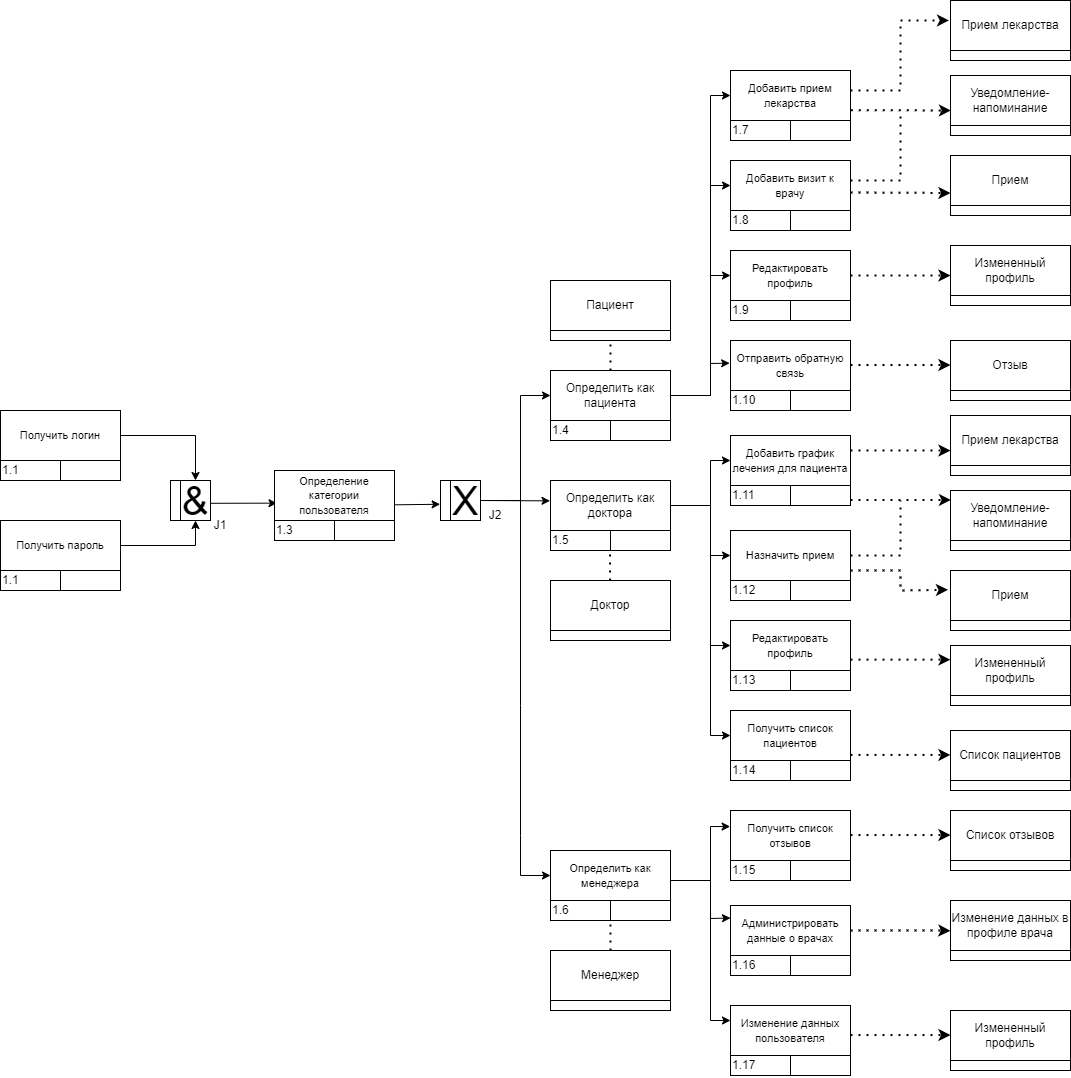 Прием лекарства
Добавить прием
лекарства
1.7
Уведомление-
напоминание
Добавить визит к
врачу
1.8
Прием
Редактировать
профиль
1.9
Измененный
профиль
Пациент
Отправить обратную
связь
1.10
Отзыв
Определить как
пациента
1.4
Получить логин
1.1
Добавить график
лечения для пациента
1.11
Прием лекарства
Определение
категории
пользователя
1.3
&
J1
X
J2
Определить как
доктора
1.5
Уведомление-
напоминание
Получить пароль
1.1
Назначить прием
1.12
Доктор
Прием
Редактировать
профиль
1.13
Измененный
профиль
Получить список
пациентов
1.14
Список пациентов
Получить список
отзывов
1.15
Список отзывов
Определить как
менеджера
1.6
Администрировать
данные о врачах
1.16
Изменение данных в
профиле врача
Менеджер
Изменение данных
пользователя
1.17
Измененный
профиль